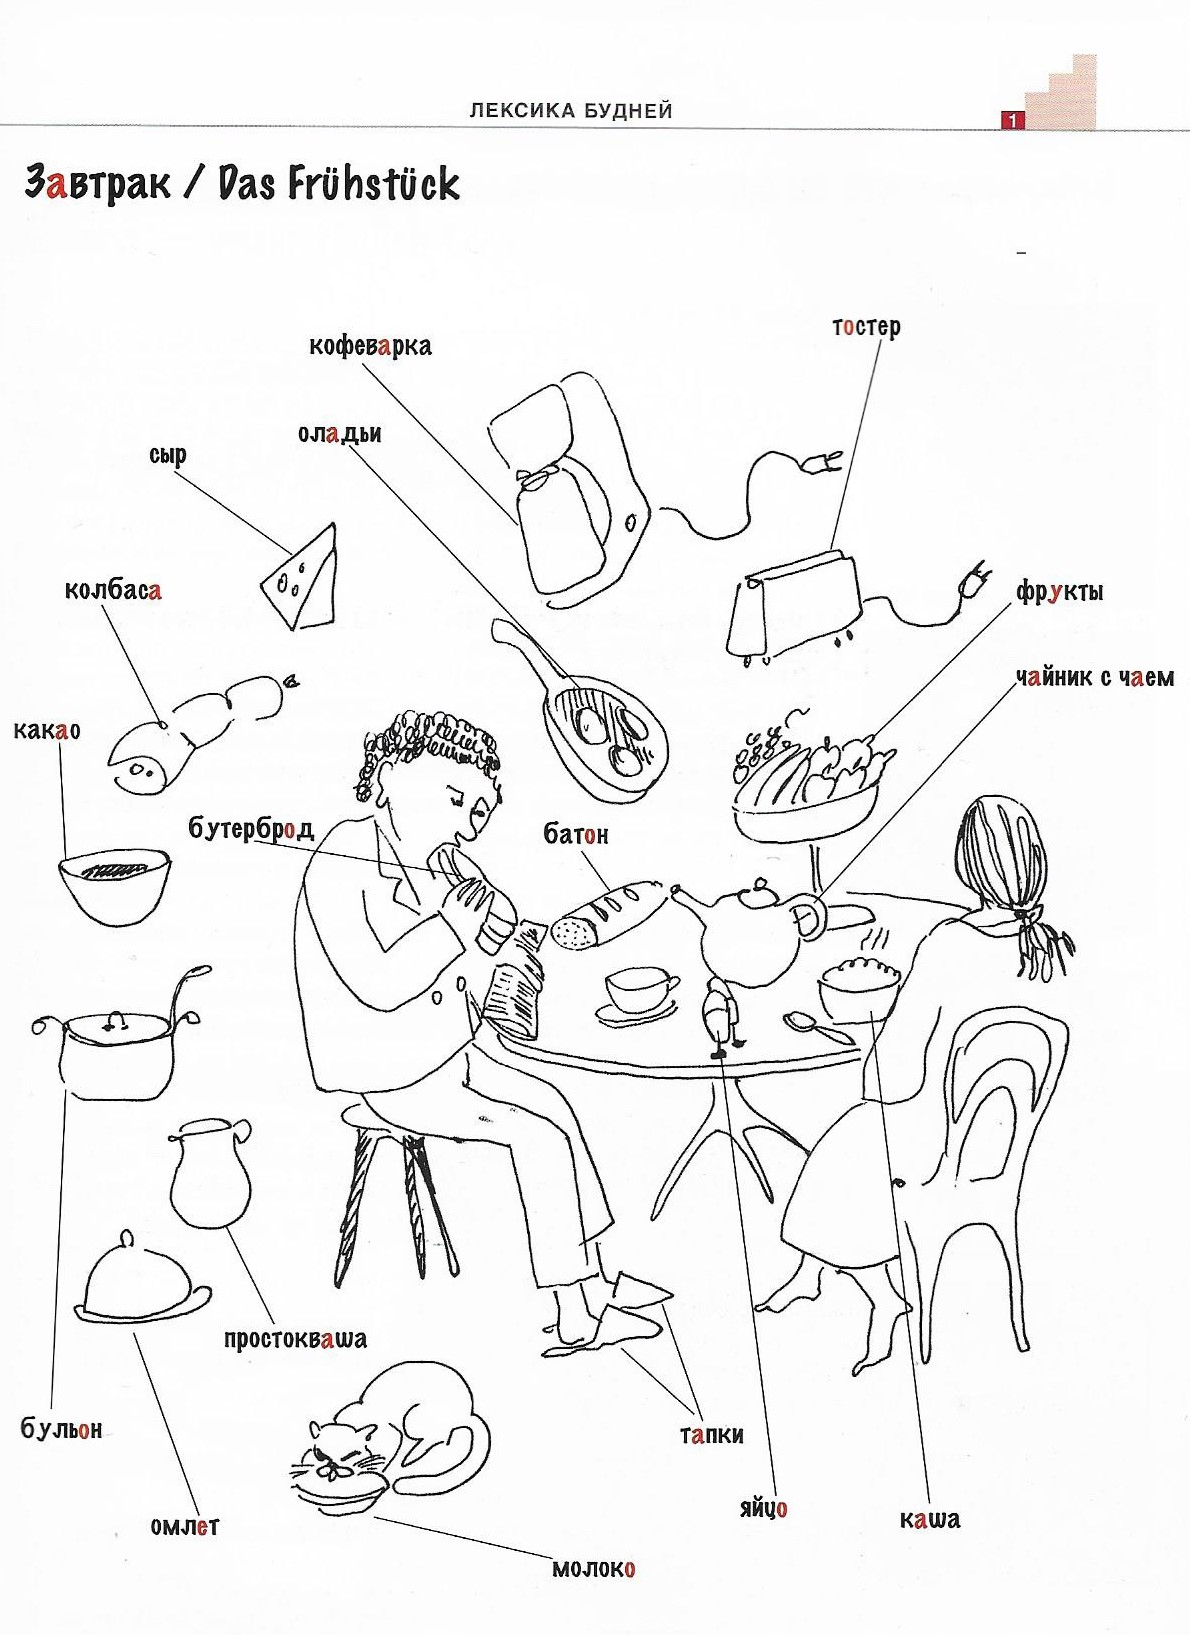 ЛЕКСИКА БУДНЕЙ
1
Завтрак / Das Frühstück
тостер
кофеварка
оладьи
сыр
колбаса
фрукты
чайник с чаем
какао
бутерброд
батон
простокваша
бульон
тапки
яйцо
каша
омлет
молоко